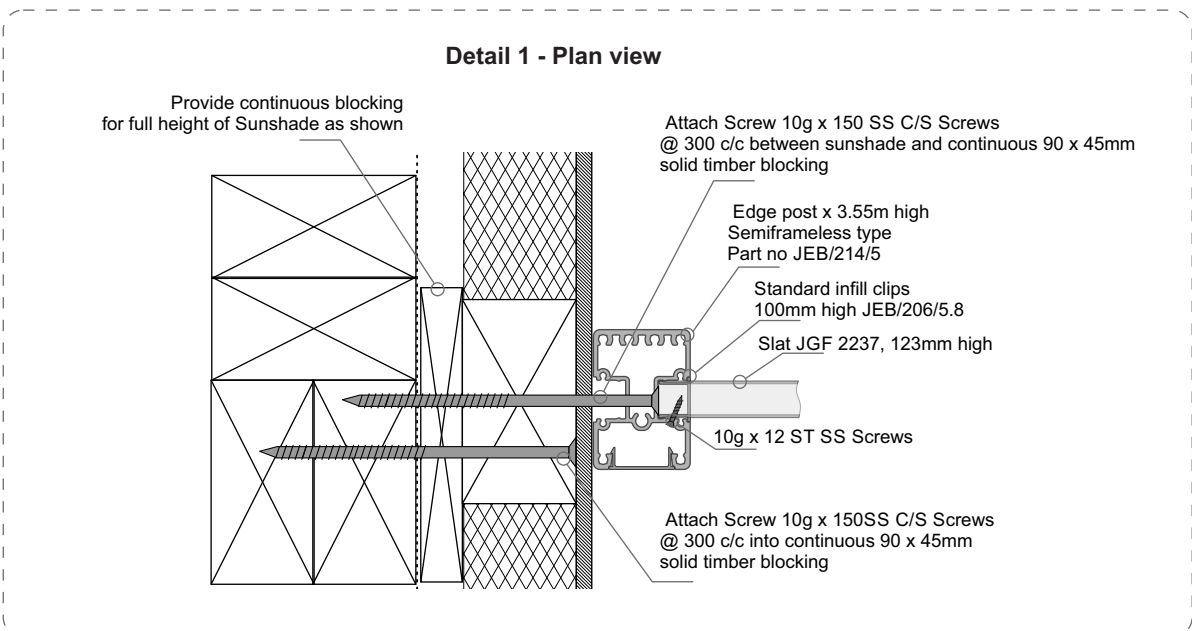 Detail 1 - Plan view
Provide continuous blocking
for full height of Sunshade as shown
Attach Screw 10g x 150 SS C/S Screws
@ 300 c/c between sunshade and continuous 90 x 45mm
solid timber blocking
Edge post x 3.55m high
Semiframeless type
Part no JEB/214/5
Standard infill clips
100mm high JEB/206/5.8
Slat JGF 2237, 123mm high
10g x 12 ST SS Screws
Attach Screw 10g x 150SS C/S Screws
@ 300 c/c into continuous 90 x 45mm
solid timber blocking